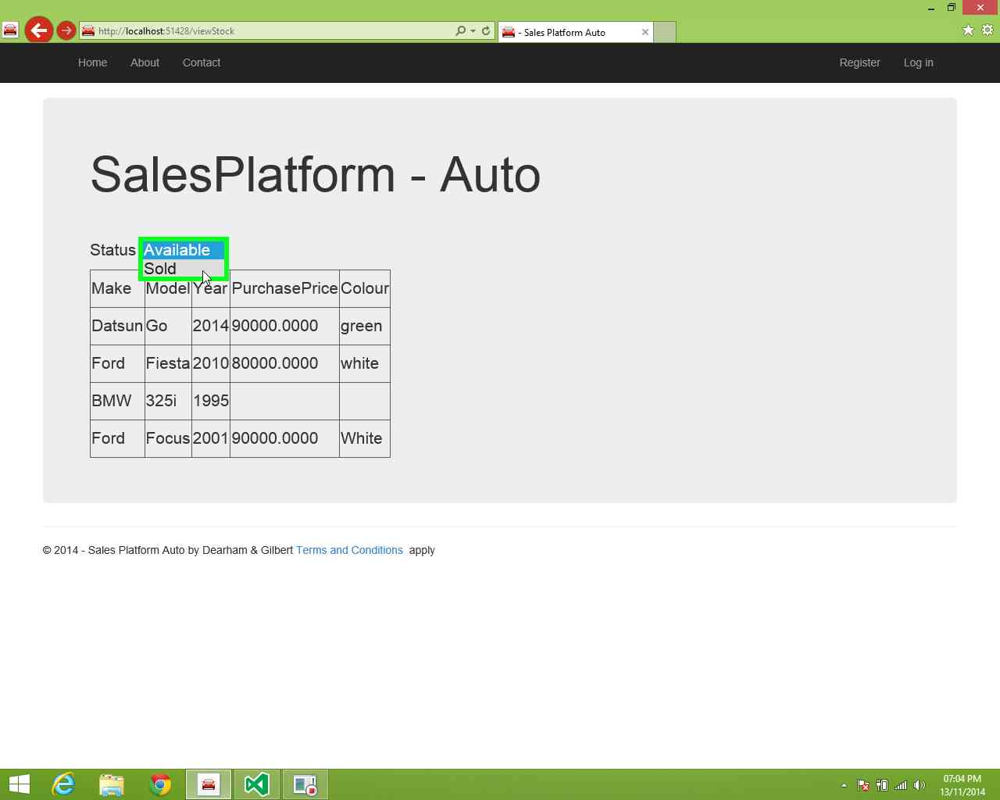 http://localhost:51428/viewStock
- Sales Platform Auto
Home About Contact Register Log in
SalesPlatform - Auto
Status Available
Sold
Make Model Year PurchasePrice Colour
Datsun Go 2014 90000.0000 green
Ford Fiesta 2010 80000.0000 white
BMW 325i 1995
Ford Focus 2001 90000.0000 White
© 2014 - Sales Platform Auto by Dearham & Gilbert Terms and Conditions apply
07:04 PM
13/11/2014